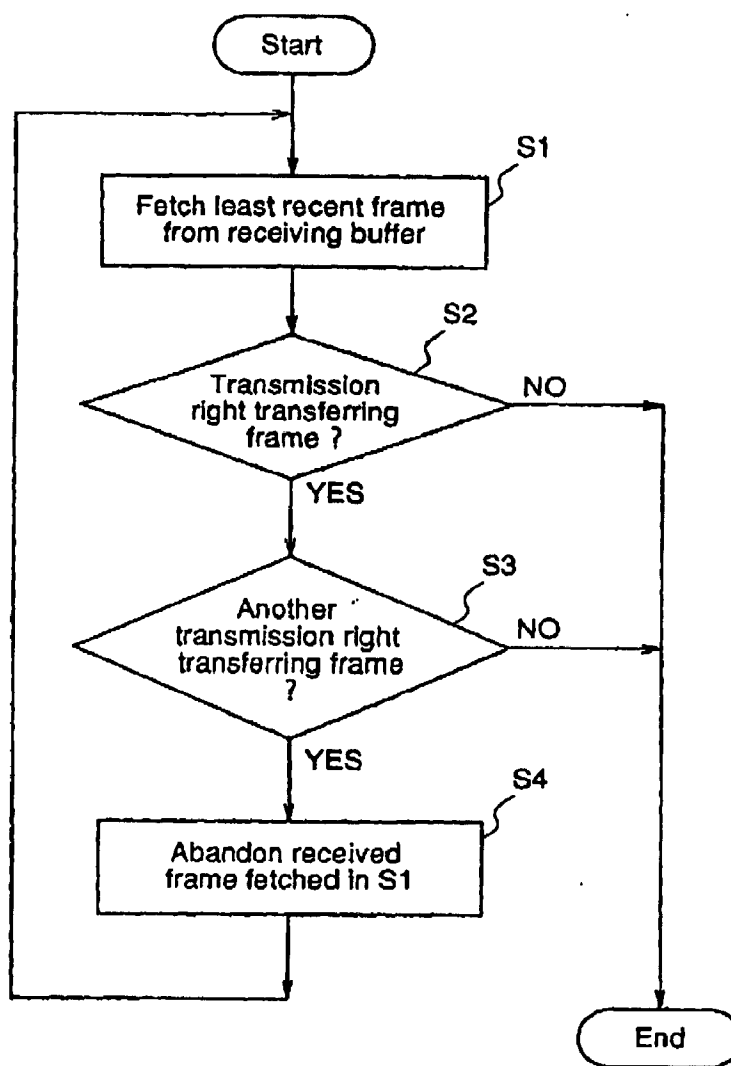 Start
S1
Fetch least recent frame
from receiving buffer
S2
Transmission
right transferring
frame ?
NO
YES
S3
Another
transmission right
transferring frame
?
NO
YES
S4
Abandon received
frame fetched in S1
End